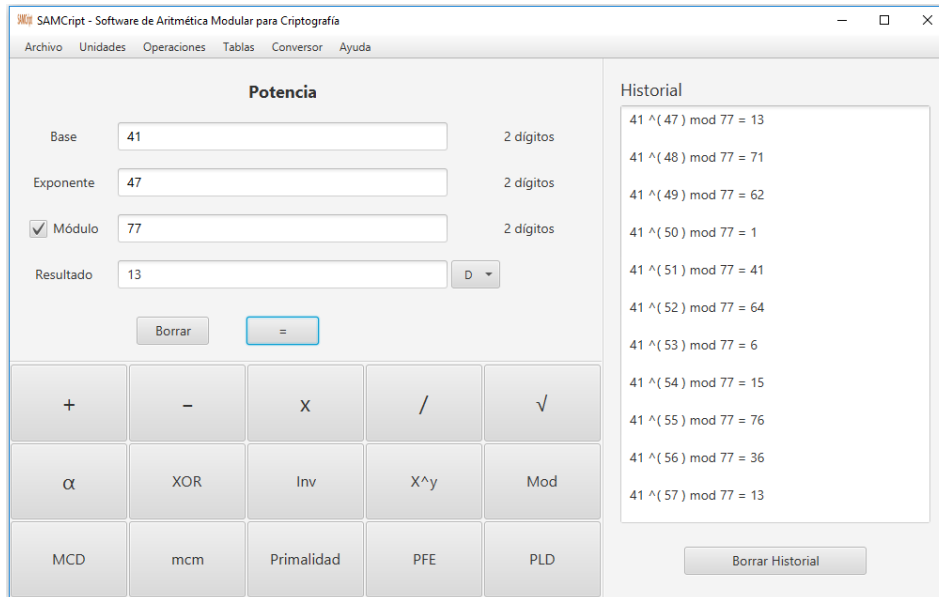 SAMCript - Software de Aritmética Modular para Criptografía
Archivo Unidades Operaciones Tablas Conversor Ayuda
Potencia
Base 41 2 dígitos
Exponente 47 2 dígitos
Módulo 77 2 dígitos
Resultado 13 D
Borrar =
+ − x / √
α XOR Inv X^y Mod
MCD mcm Primalidad PFE PLD
Historial
41 ^( 47 ) mod 77 = 13
41 ^( 48 ) mod 77 = 71
41 ^( 49 ) mod 77 = 62
41 ^( 50 ) mod 77 = 1
41 ^( 51 ) mod 77 = 41
41 ^( 52 ) mod 77 = 64
41 ^( 53 ) mod 77 = 6
41 ^( 54 ) mod 77 = 15
41 ^( 55 ) mod 77 = 76
41 ^( 56 ) mod 77 = 36
41 ^( 57 ) mod 77 = 13
Borrar Historial